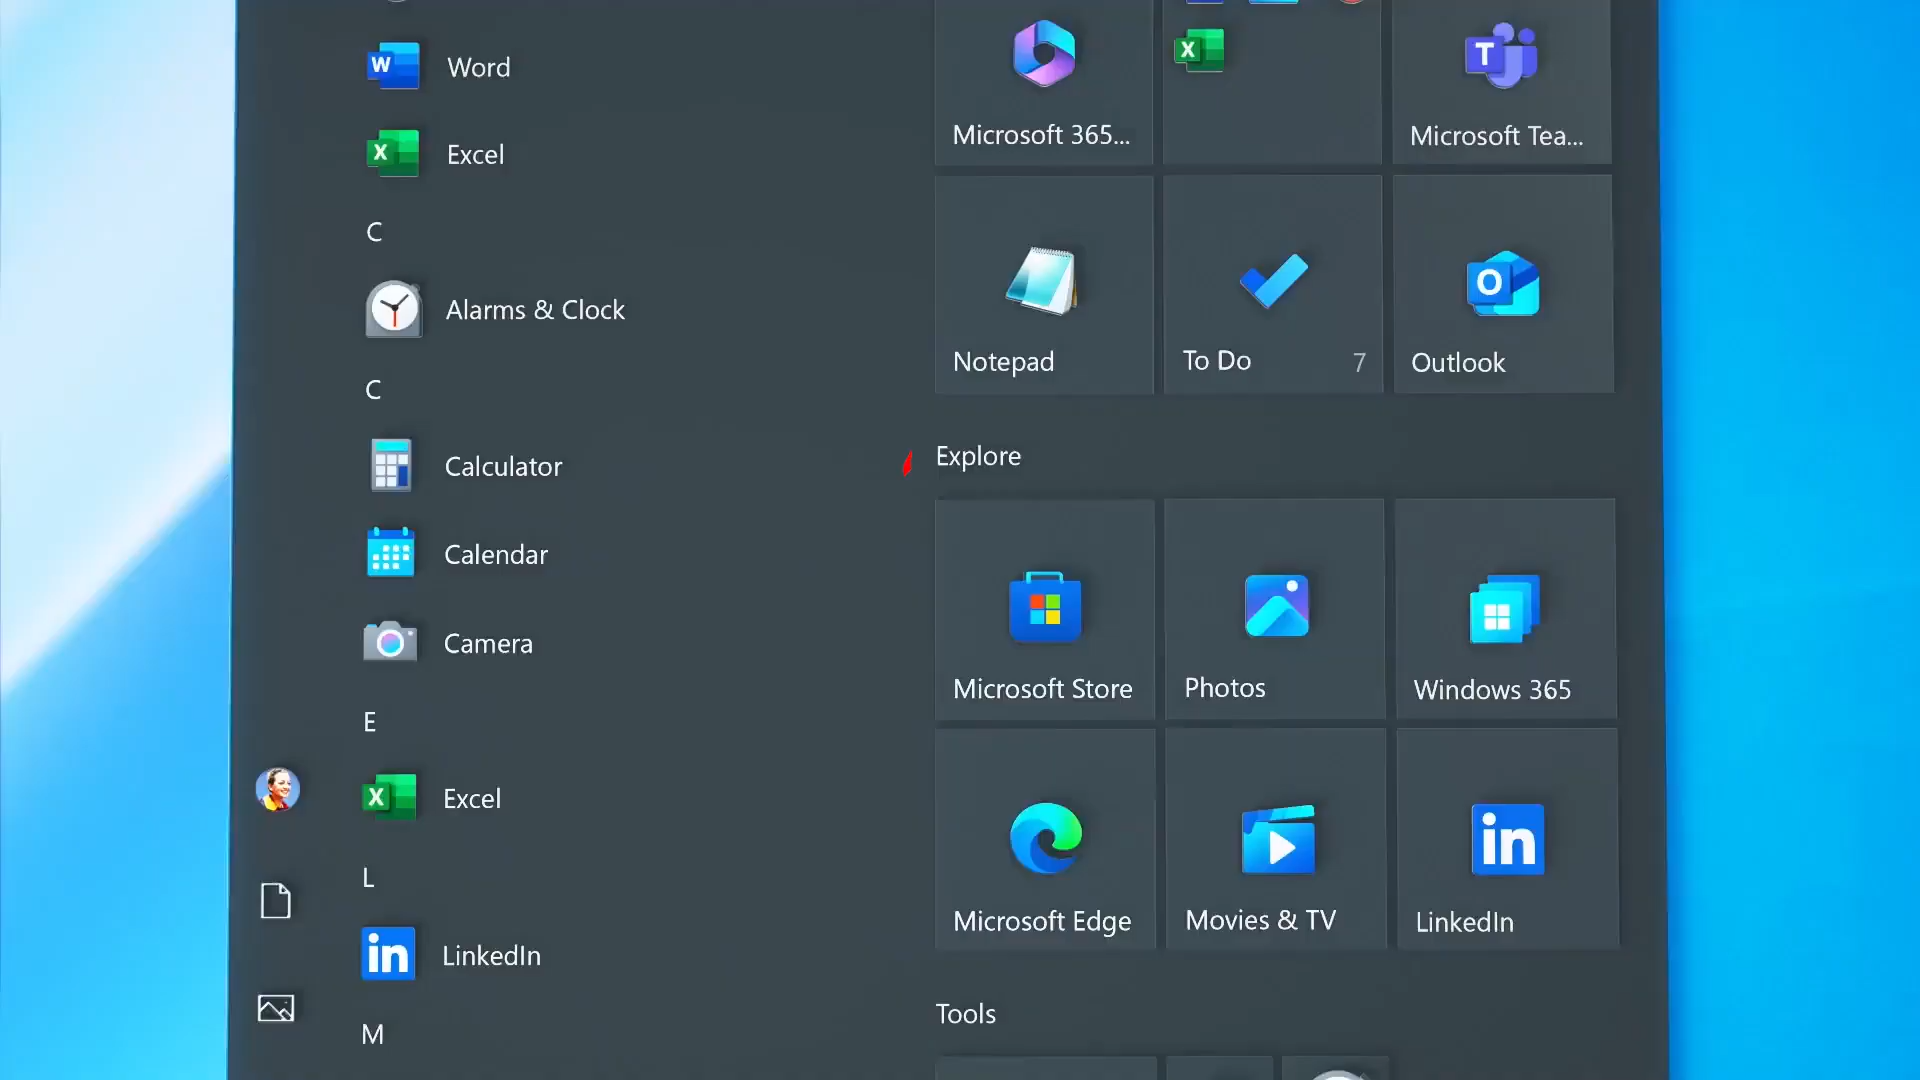 Word
Excel
C
Alarms & Clock
C
Calculator
Calendar
Camera
E
Excel
L
LinkedIn
M
Microsoft 365...
Microsoft Tea...
Notepad
To Do 7
Outlook
Explore
Microsoft Store
Photos
Windows 365
Microsoft Edge
Movies & TV
LinkedIn
Tools